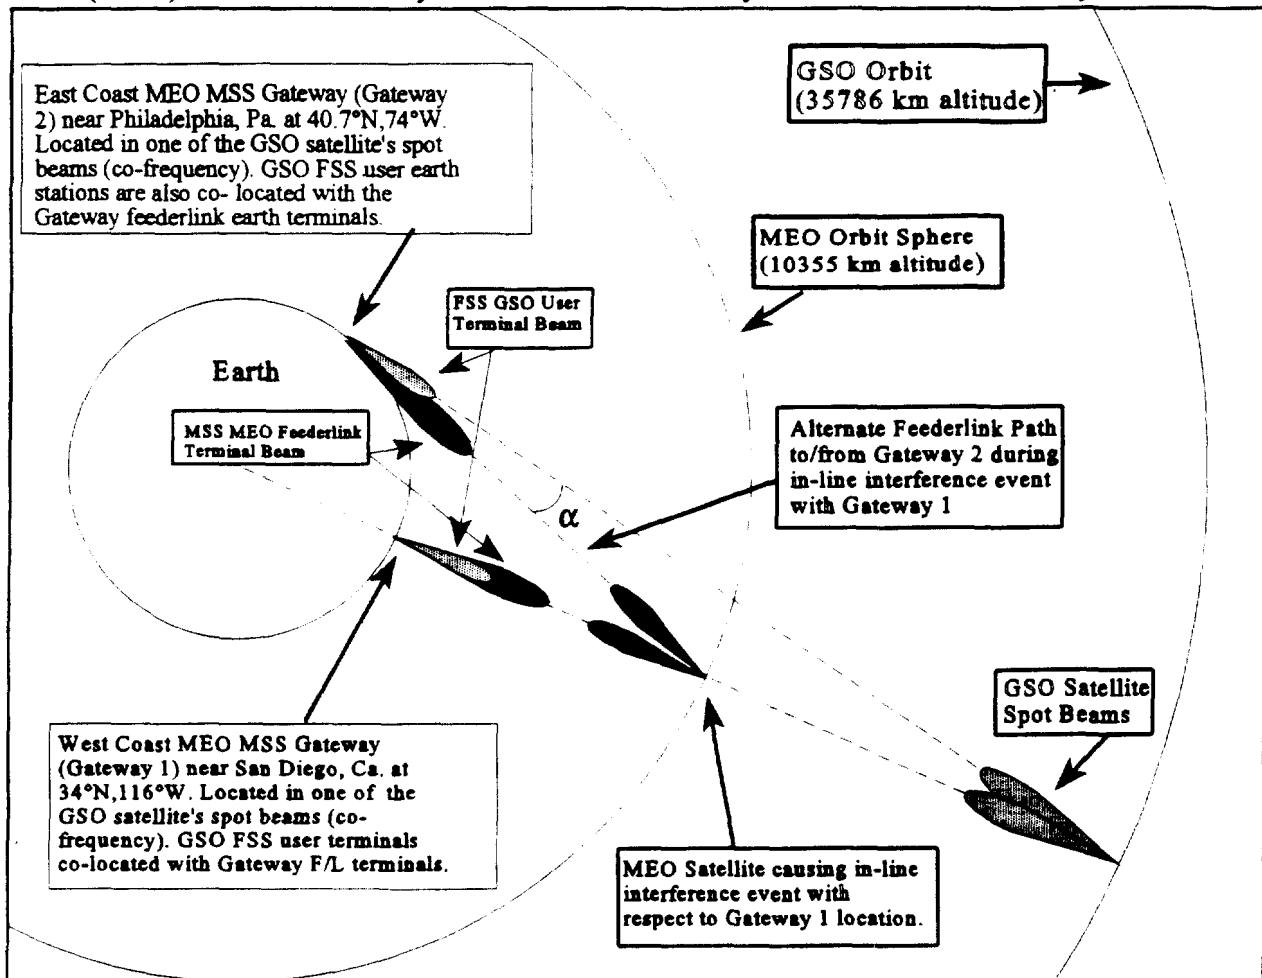 GSO Orbit
(35786 km altitude)
East Coast MEO MSS Gateway (Gateway
2) near Philadelphia, Pa. at 40.7°N,74°W.
Located in one of the GSO satellite's spot
beams (co-frequency). GSO FSS user earth
stations are also co- located with the
Gateway feederlink earth terminals.
MEO Orbit Sphere
(10355 km altitude)
FSS GSO User
Terminal Beam
Earth
MSS MEO Feederlink
Terminal Beam
Alternate Feederlink Path
to/from Gateway 2 during
in-line interference event
with Gateway 1
α
GSO Satellite
Spot Beams
West Coast MEO MSS Gateway
(Gateway 1) near San Diego, Ca. at
34°N,116°W. Located in one of the
GSO satellite's spot beams (co-
frequency). GSO FSS user terminals
co-located with Gateway F/L terminals.
MEO Satellite causing in-line
interference event with
respect to Gateway 1 location.